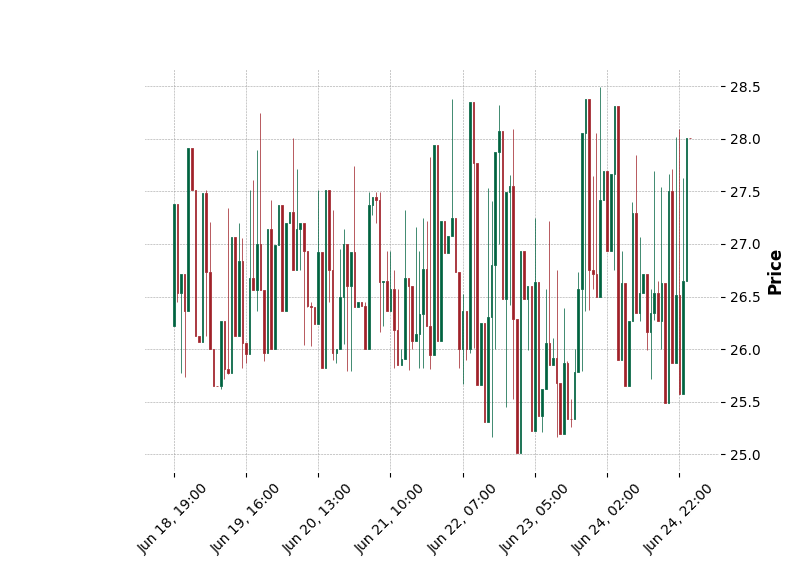 28.5
28.0
27.5
27.0
26.5
26.0
25.5
25.0
Price
Jun 18, 19:00
Jun 19, 16:00
Jun 20, 13:00
Jun 21, 10:00
Jun 22, 07:00
Jun 23, 05:00
Jun 24, 02:00
Jun 24, 22:00